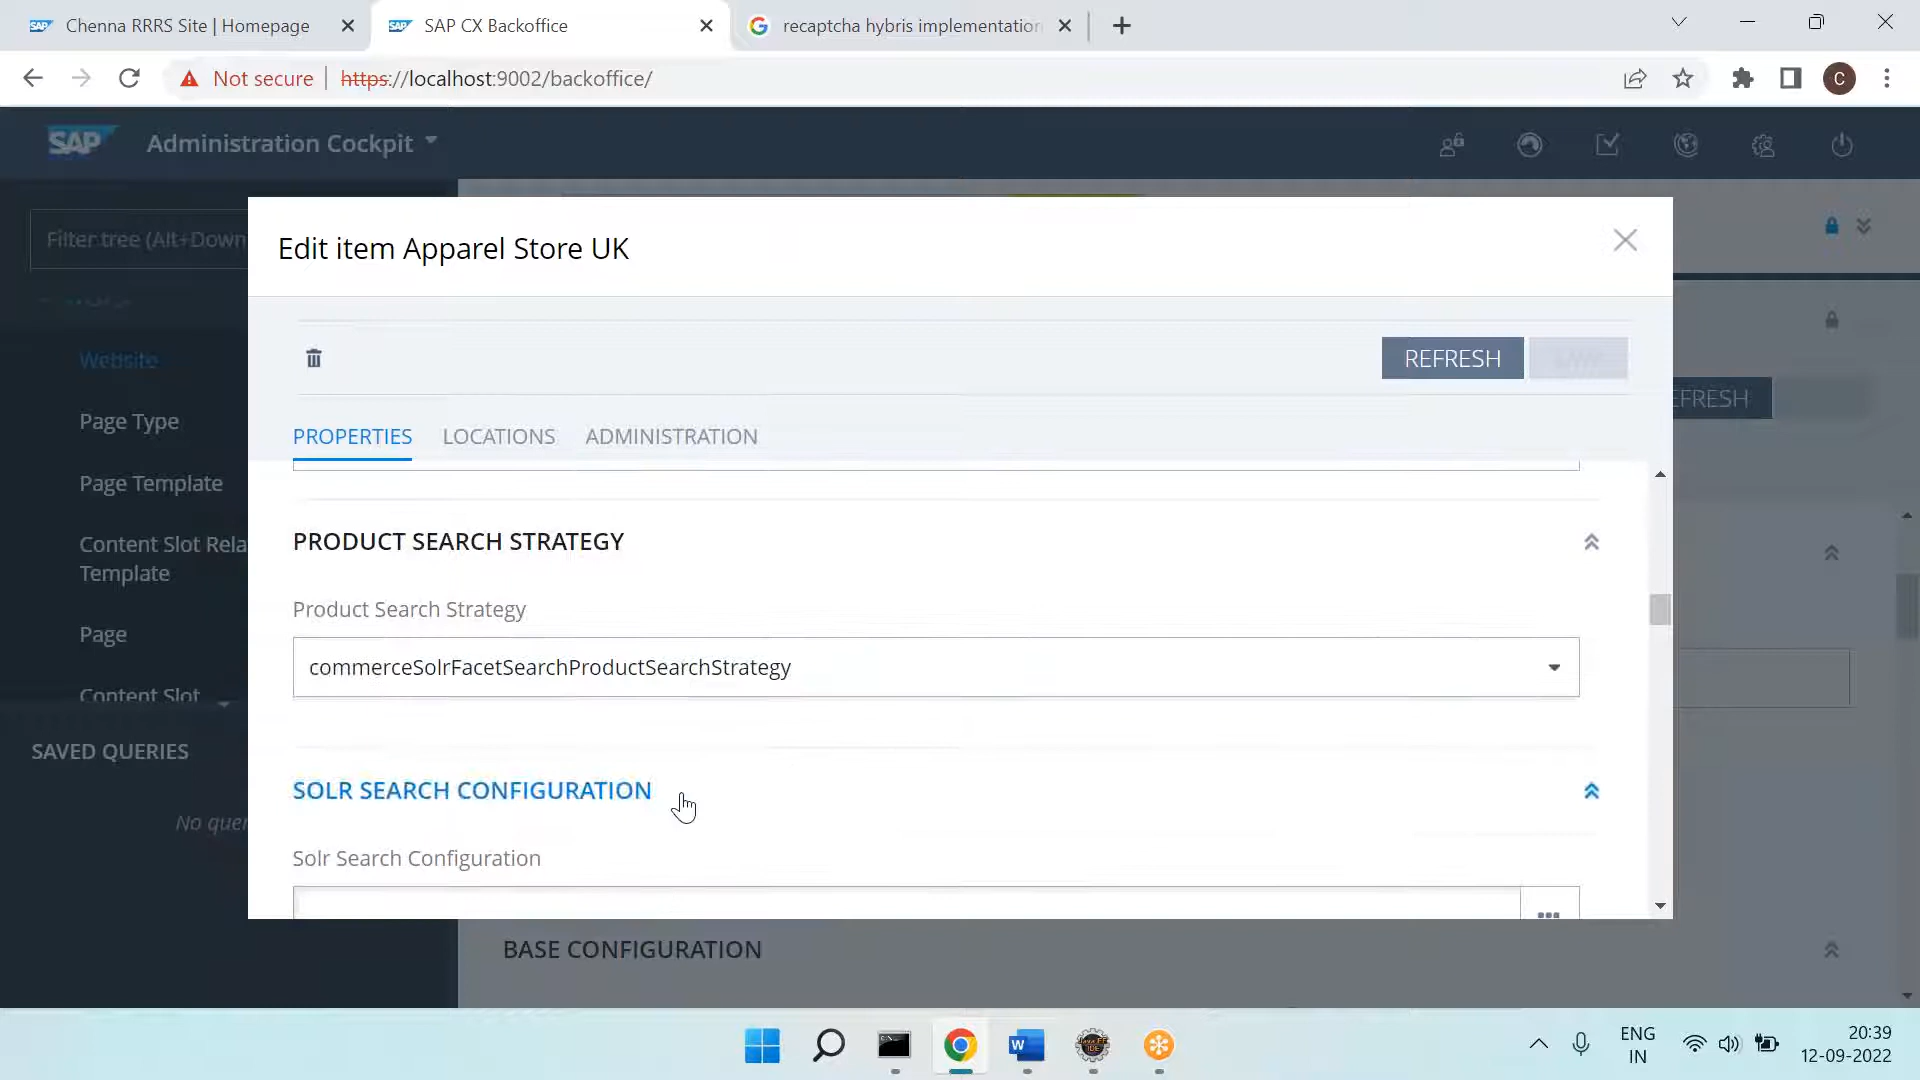 Chenna RRRS Site | Homepage
SAP CX Backoffice
recaptcha hybris implementation
Not secure
https://localhost:9002/backoffice/
C
SAP
Administration Cockpit
Filter tree (Alt+Down
Edit item Apparel Store UK
REFRESH
EFRESH
Website
PROPERTIES
LOCATIONS
ADMINISTRATION
Page Type
Page Template
Content Slot Rela
Template
Page
Content Slot
PRODUCT SEARCH STRATEGY
Product Search Strategy
commerceSolrFacetSearchProductSearchStrategy
SOLR SEARCH CONFIGURATION
Solr Search Configuration
SAVED QUERIES
No quer
BASE CONFIGURATION
ENG
IN
20:39
12-09-2022